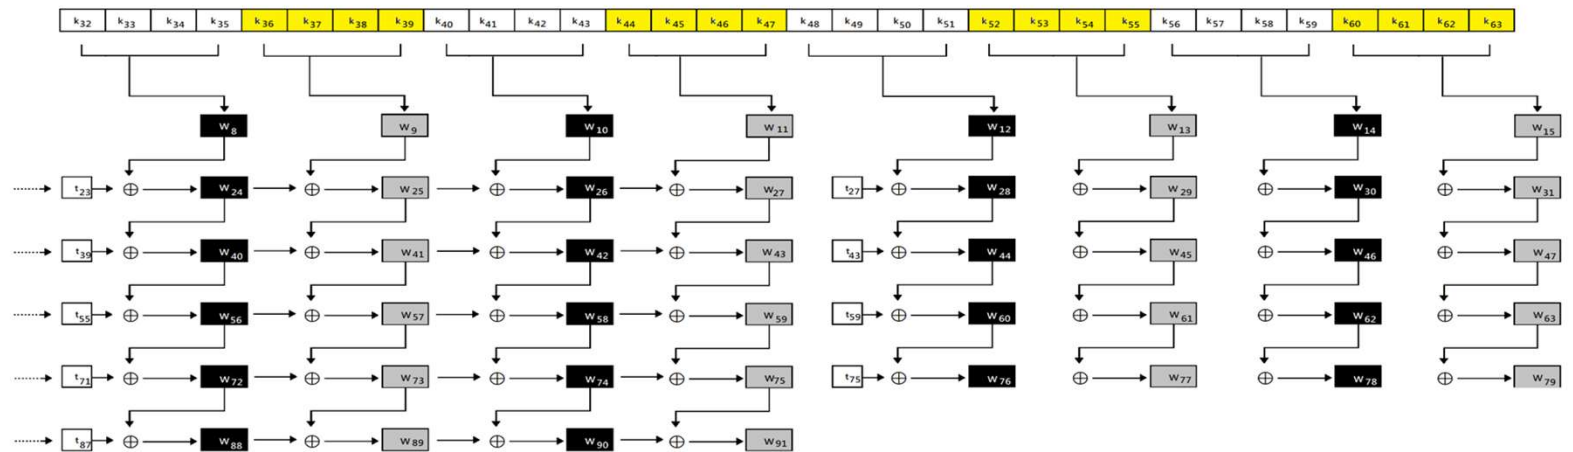 k32 k33 k34 k35 k36 k37 k38 k39 k40 k41 k42 k43 k44 k45 k46 k47 k48 k49 k50 k51 k52 k53 k54 k55 k56 k57 k58 k59 k60 k61 k62 k63
w8 w9 w10 w11 w12 w13 w14 w15
t23 w24 w25 w26 w27 t27 w28 w29 w30 w31
t39 w40 w41 w42 w43 t43 w44 w45 w46 w47
t55 w56 w57 w58 w59 t59 w60 w61 w62 w63
t71 w72 w73 w74 w75 t75 w76 w77 w78 w79
t87 w88 w89 w90 w91